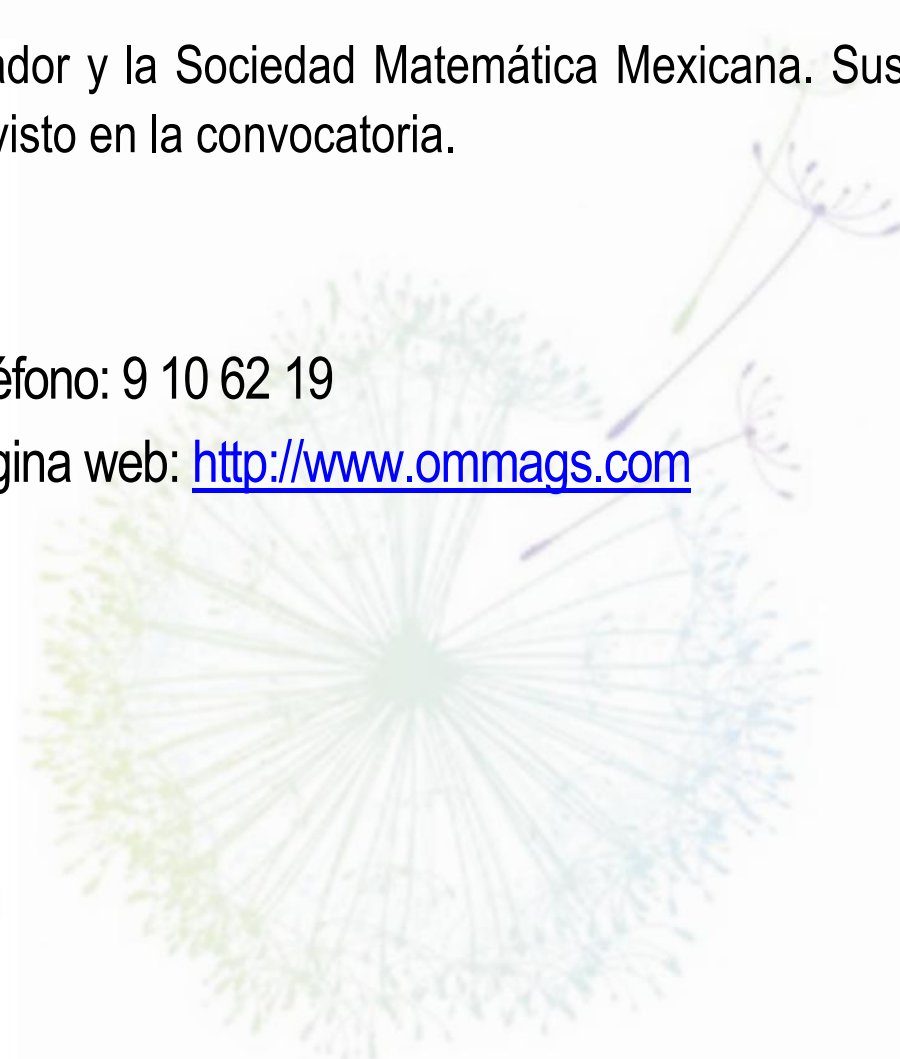 ador y la Sociedad Matemática Mexicana. Sus
visto en la convocatoria.
éfono: 9 10 62 19
gina web: http://www.ommags.com